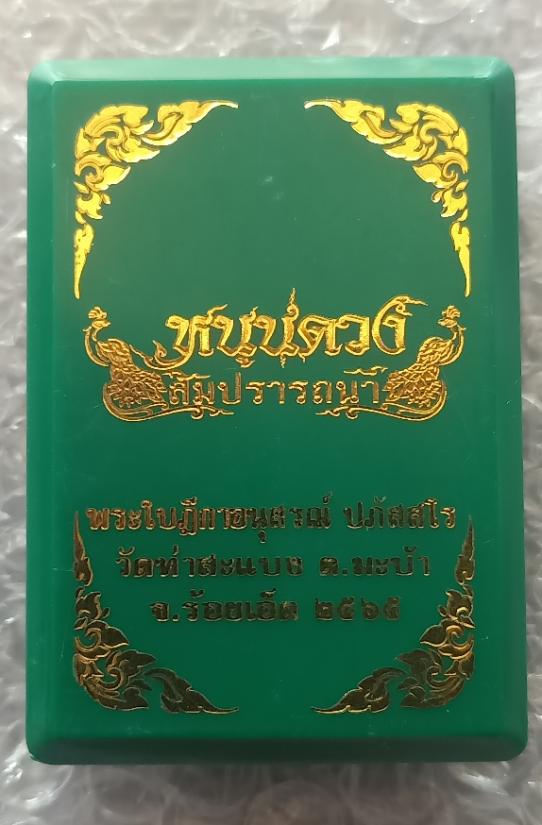 หนุนดวง
สัมปรารถนา
พระใบฎีกาอนุสรณ์ ปภัสสโร
วัดท่าสะแบง ต.มะบ้า
จ.ร้อยเอ็ด ๒๕๖๕